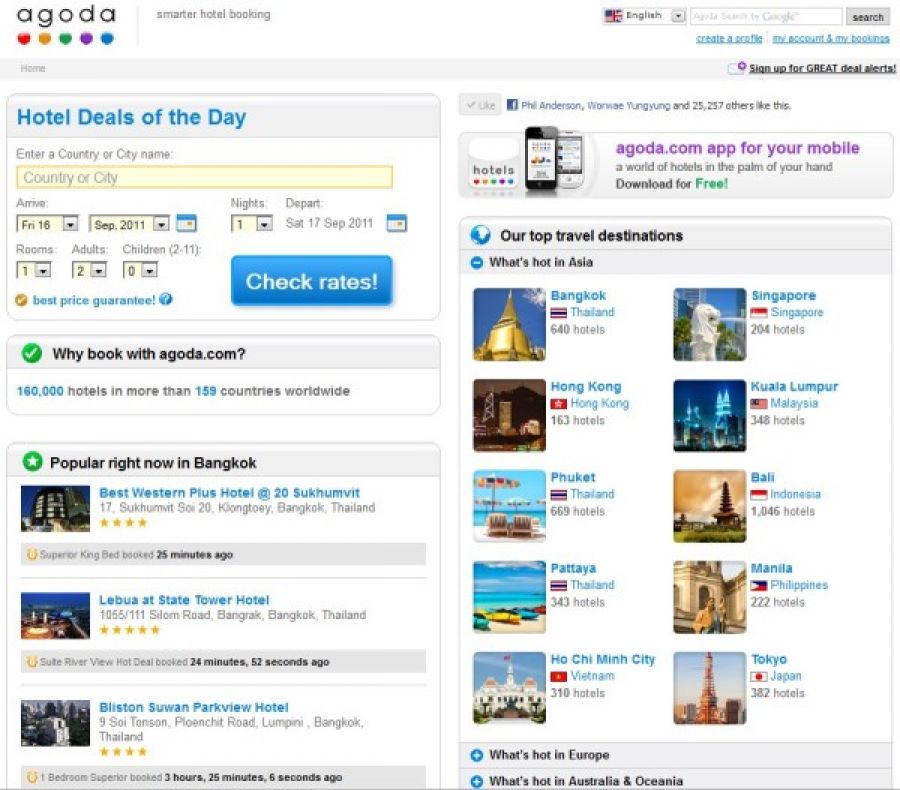 agoda
smarter hotel booking
English
Agoda Search by Google™
search
create a profile
my account & my bookings
Home
Sign up for GREAT deal alerts!
Hotel Deals of the Day
Enter a Country or City name:
Country or City
Arrive:
Nights:
Depart:
Fri 16
Sep, 2011
1
Sat 17 Sep 2011
Rooms:
Adults:
Children (2-11):
1
2
0
Check rates!
best price guarantee!
Why book with agoda.com?
160,000 hotels in more than 159 countries worldwide
Popular right now in Bangkok
Best Western Plus Hotel @ 20 Sukhumvit
17, Sukhumvit Soi 20, Klongtoey, Bangkok, Thailand
Superior King Bed booked 25 minutes ago
Lebua at State Tower Hotel
1055/111 Silom Road, Bangrak, Bangkok, Thailand
Suite River View Hot Deal booked 24 minutes, 52 seconds ago
Bliston Suwan Parkview Hotel
9 Soi Tonson, Ploenchit Road, Lumpini , Bangkok,
Thailand
1 Bedroom Superior booked 3 hours, 25 minutes, 6 seconds ago
Like
Phil Anderson, Worwae Yungyung and 25,257 others like this.
hotels
agoda.com app for your mobile
a world of hotels in the palm of your hand
Download for Free!
Our top travel destinations
What's hot in Asia
Bangkok
Thailand
640 hotels
Singapore
Singapore
204 hotels
Hong Kong
Hong Kong
163 hotels
Kuala Lumpur
Malaysia
348 hotels
Phuket
Thailand
669 hotels
Bali
Indonesia
1,046 hotels
Pattaya
Thailand
343 hotels
Manila
Philippines
222 hotels
Ho Chi Minh City
Vietnam
310 hotels
Tokyo
Japan
382 hotels
What's hot in Europe
What's hot in Australia & Oceania